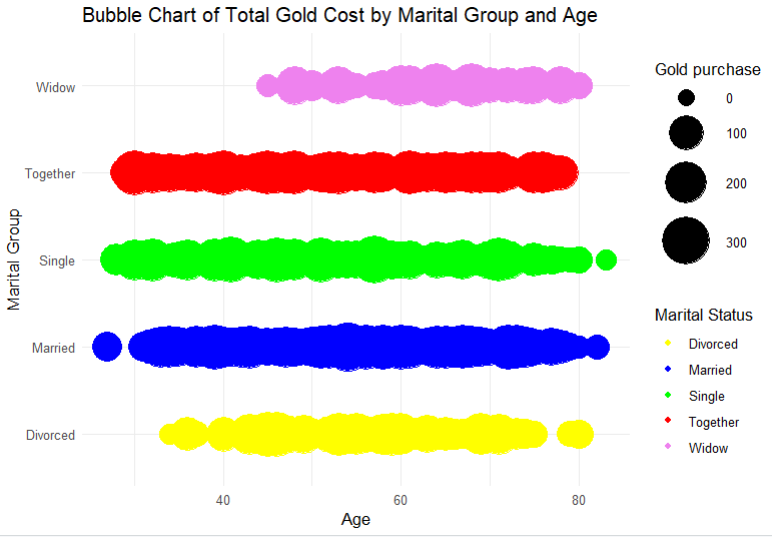 Bubble Chart of Total Gold Cost by Marital Group and Age
Marital Group
Widow
Together
Single
Married
Divorced
40
60
80
Age
Gold purchase
0
100
200
300
Marital Status
Divorced
Married
Single
Together
Widow